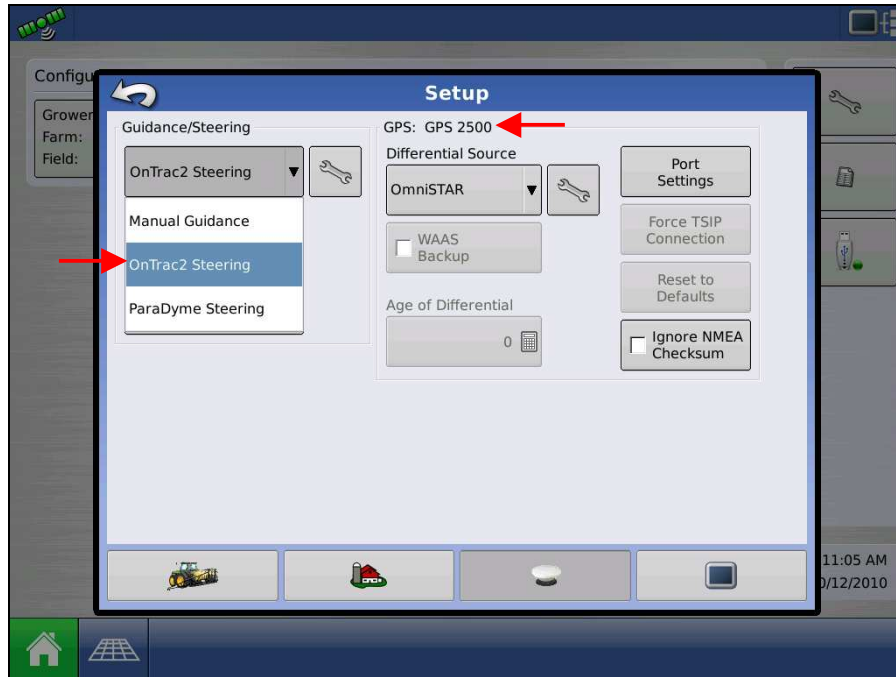 Configu
Setup
Grower
Farm:
Field:
Guidance/Steering
OnTrac2 Steering
Manual Guidance
OnTrac2 Steering
ParaDyme Steering
GPS: GPS 2500
Differential Source
OmniSTAR
WAAS
Backup
Age of Differential
0
Port
Settings
Force TSIP
Connection
Reset to
Defaults
Ignore NMEA
Checksum
11:05 AM
0/12/2010